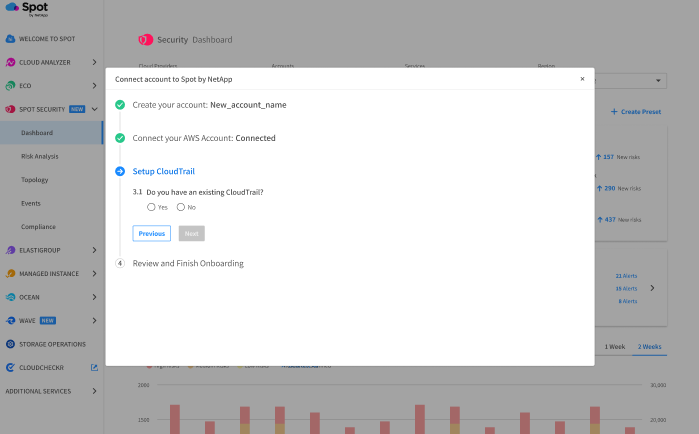 Spot
by NetApp
WELCOME TO SPOT
CLOUD ANALYZER
ECO
SPOT SECURITY NEW
Dashboard
Risk Analysis
Topology
Events
Compliance
ELASTIGROUP
MANAGED INSTANCE
OCEAN
WAVE NEW
STORAGE OPERATIONS
CLOUDCHECKR
ADDITIONAL SERVICES
Security Dashboard
Cloud Providers Accounts Services Region
Create Preset
157 New risks
290 New risks
437 New risks
21 Alerts
15 Alerts
8 Alerts
1 Week 2 Weeks
2000 30,000
1500 20,000
Connect account to Spot by NetApp ×
Create your account: New_account_name
Connect your AWS Account: Connected
Setup CloudTrail
3.1 Do you have an existing CloudTrail?
Yes No
Previous Next
4 Review and Finish Onboarding